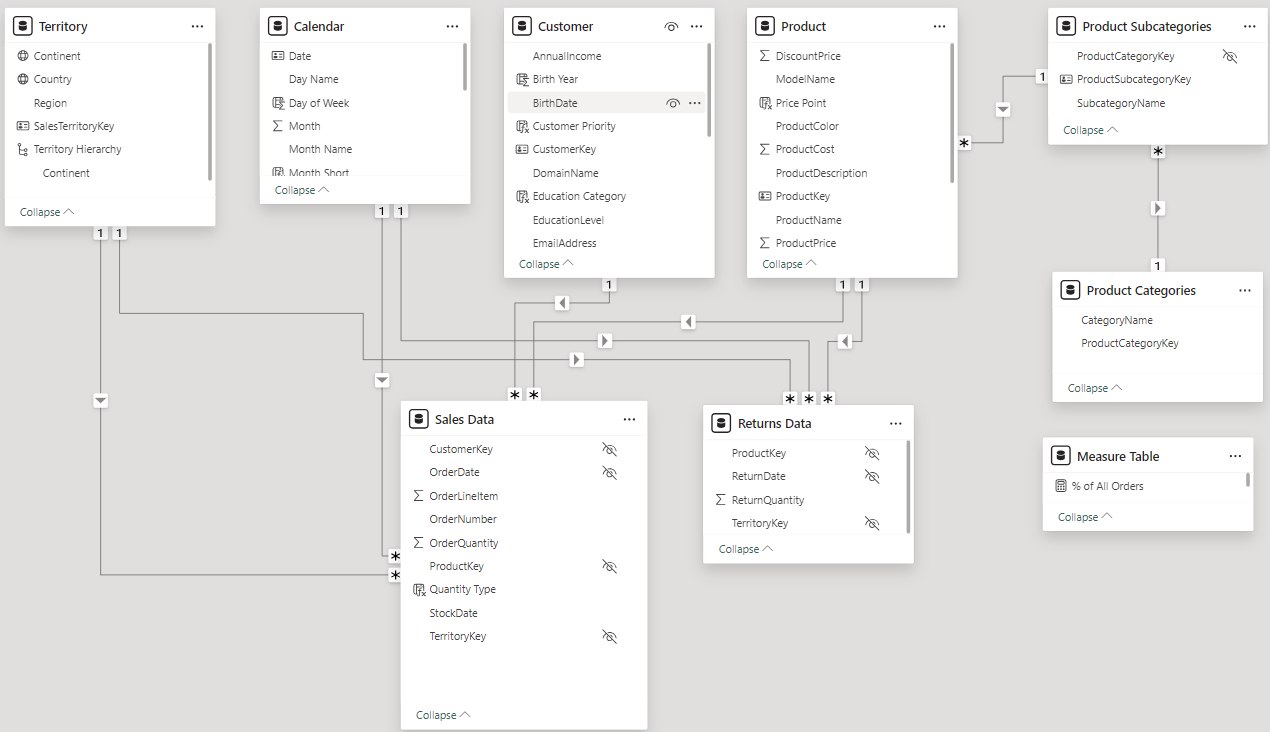 Territory
Continent
Country
Region
SalesTerritoryKey
Territory Hierarchy
Continent
Collapse
Calendar
Date
Day Name
Day of Week
Month
Month Name
Month Short
Collapse
Customer
AnnualIncome
Birth Year
BirthDate
Customer Priority
CustomerKey
DomainName
Education Category
EducationLevel
EmailAddress
Collapse
Product
DiscountPrice
ModelName
Price Point
ProductColor
ProductCost
ProductDescription
ProductKey
ProductName
ProductPrice
Collapse
Product Subcategories
ProductCategoryKey
ProductSubcategoryKey
SubcategoryName
Collapse
1
*
*
1
1 1
1 1
1
1 1
* *
* * *
*
*
Product Categories
CategoryName
ProductCategoryKey
Collapse
Sales Data
CustomerKey
OrderDate
OrderLineItem
OrderNumber
OrderQuantity
ProductKey
Quantity Type
StockDate
TerritoryKey
Collapse
Returns Data
ProductKey
ReturnDate
ReturnQuantity
TerritoryKey
Collapse
Measure Table
% of All Orders
Collapse